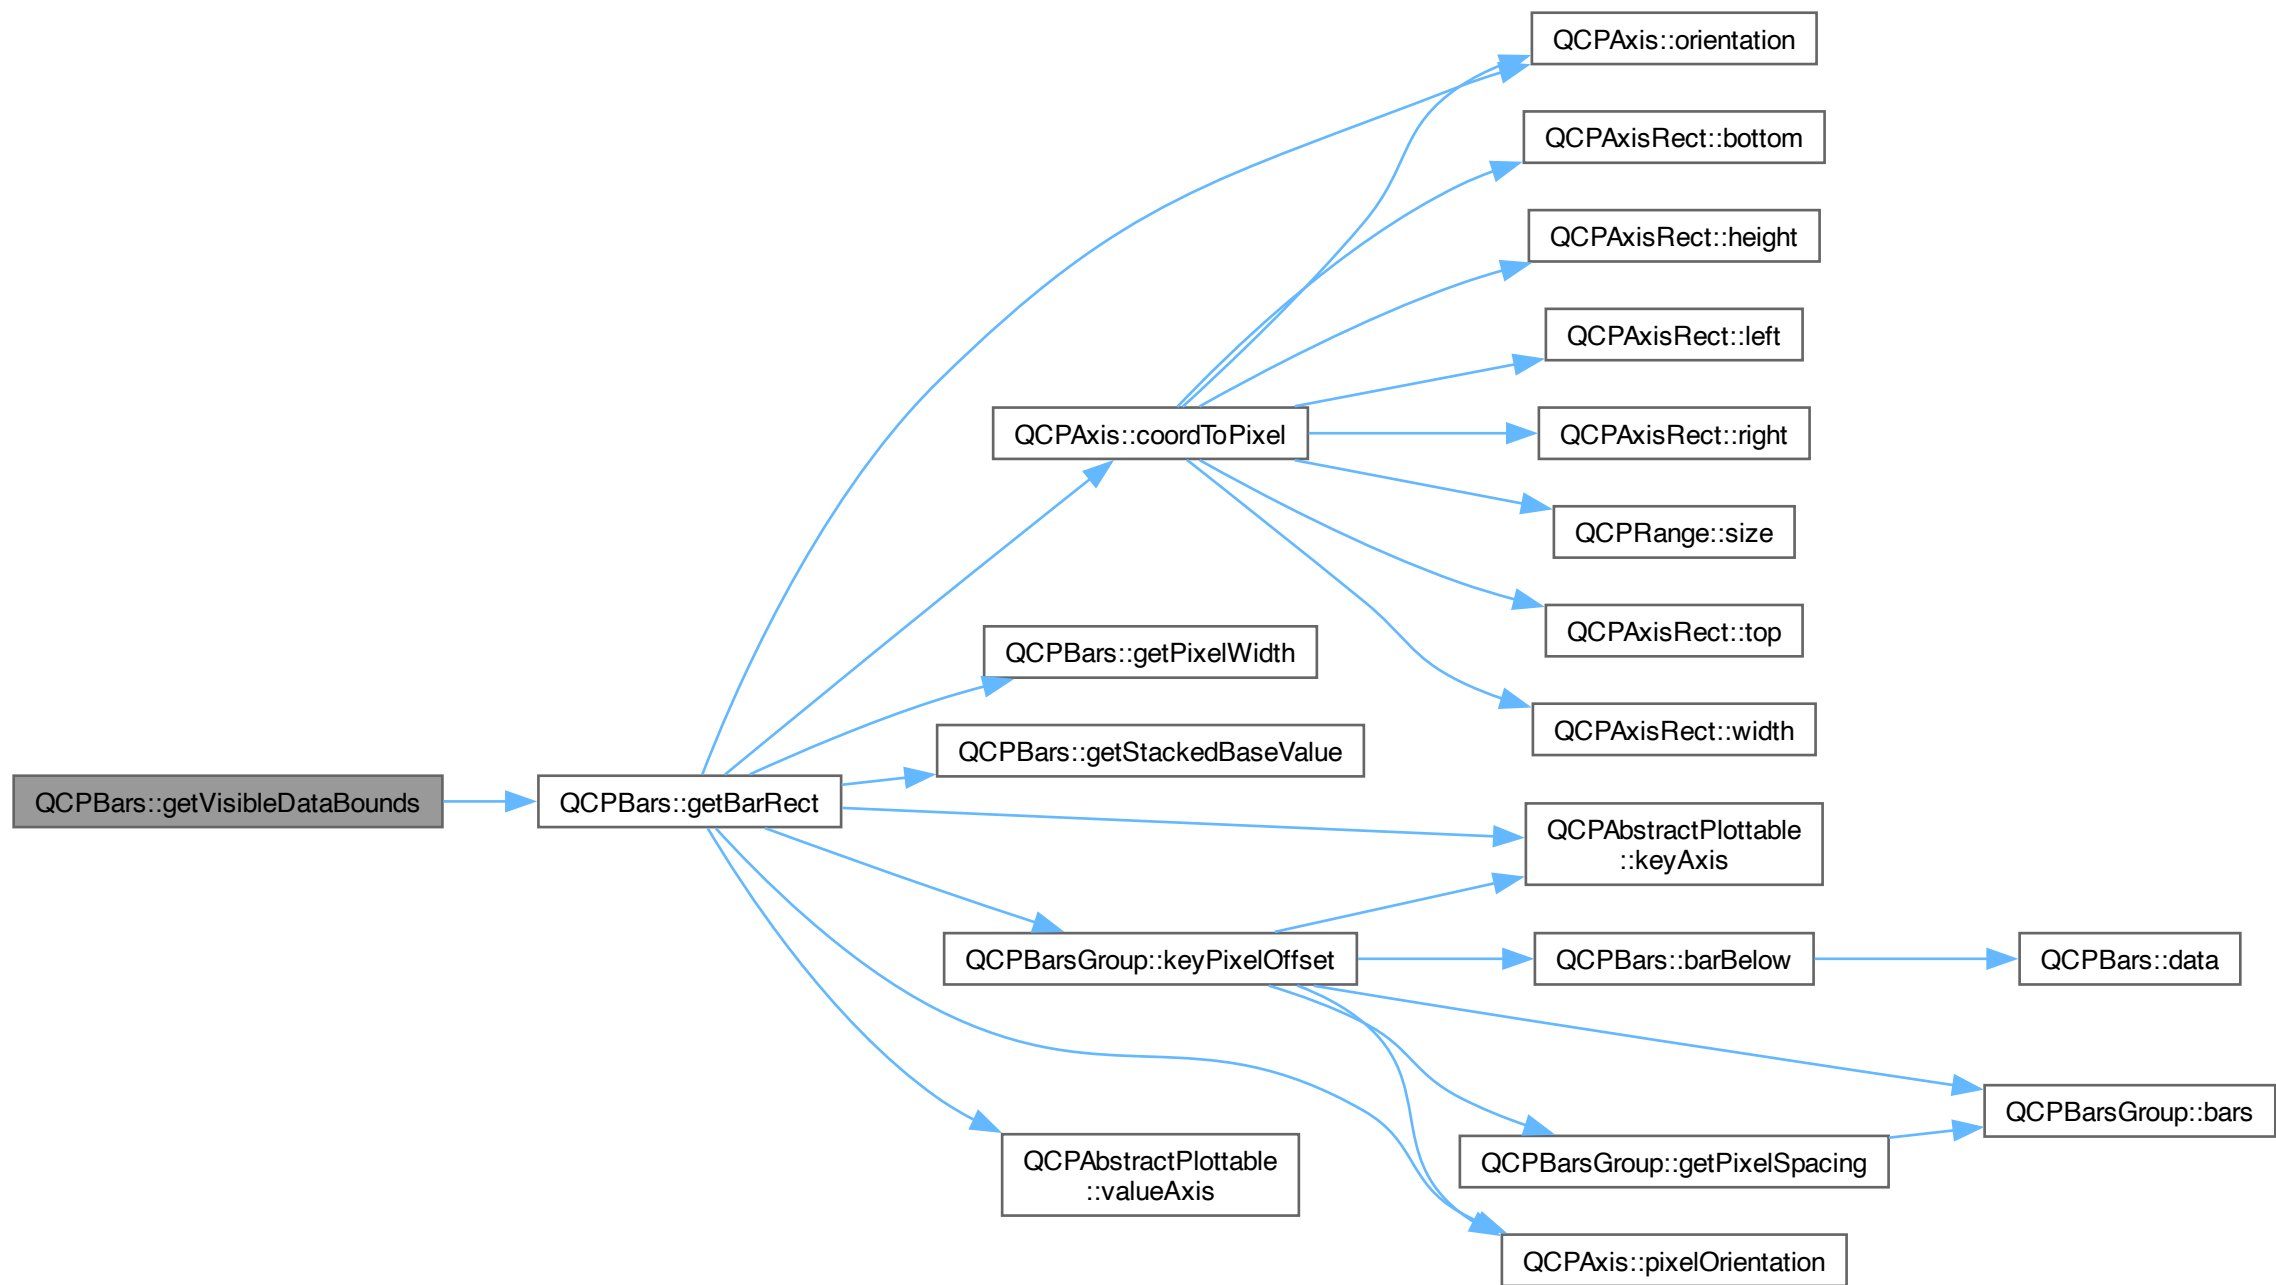 QCPAxis::orientation
QCPAxisRect::bottom
QCPAxisRect::height
QCPAxisRect::left
QCPAxis::coordToPixel
QCPAxisRect::right
QCPRange::size
QCPAxisRect::top
QCPBars::getPixelWidth
QCPAxisRect::width
QCPBars::getStackedBaseValue
QCPBars::getVisibleDataBounds
QCPBars::getBarRect
QCPAbstractPlottable
::keyAxis
QCPBarsGroup::keyPixelOffset
QCPBars::barBelow
QCPBars::data
QCPBarsGroup::bars
QCPBarsGroup::getPixelSpacing
QCPAbstractPlottable
::valueAxis
QCPAxis::pixelOrientation